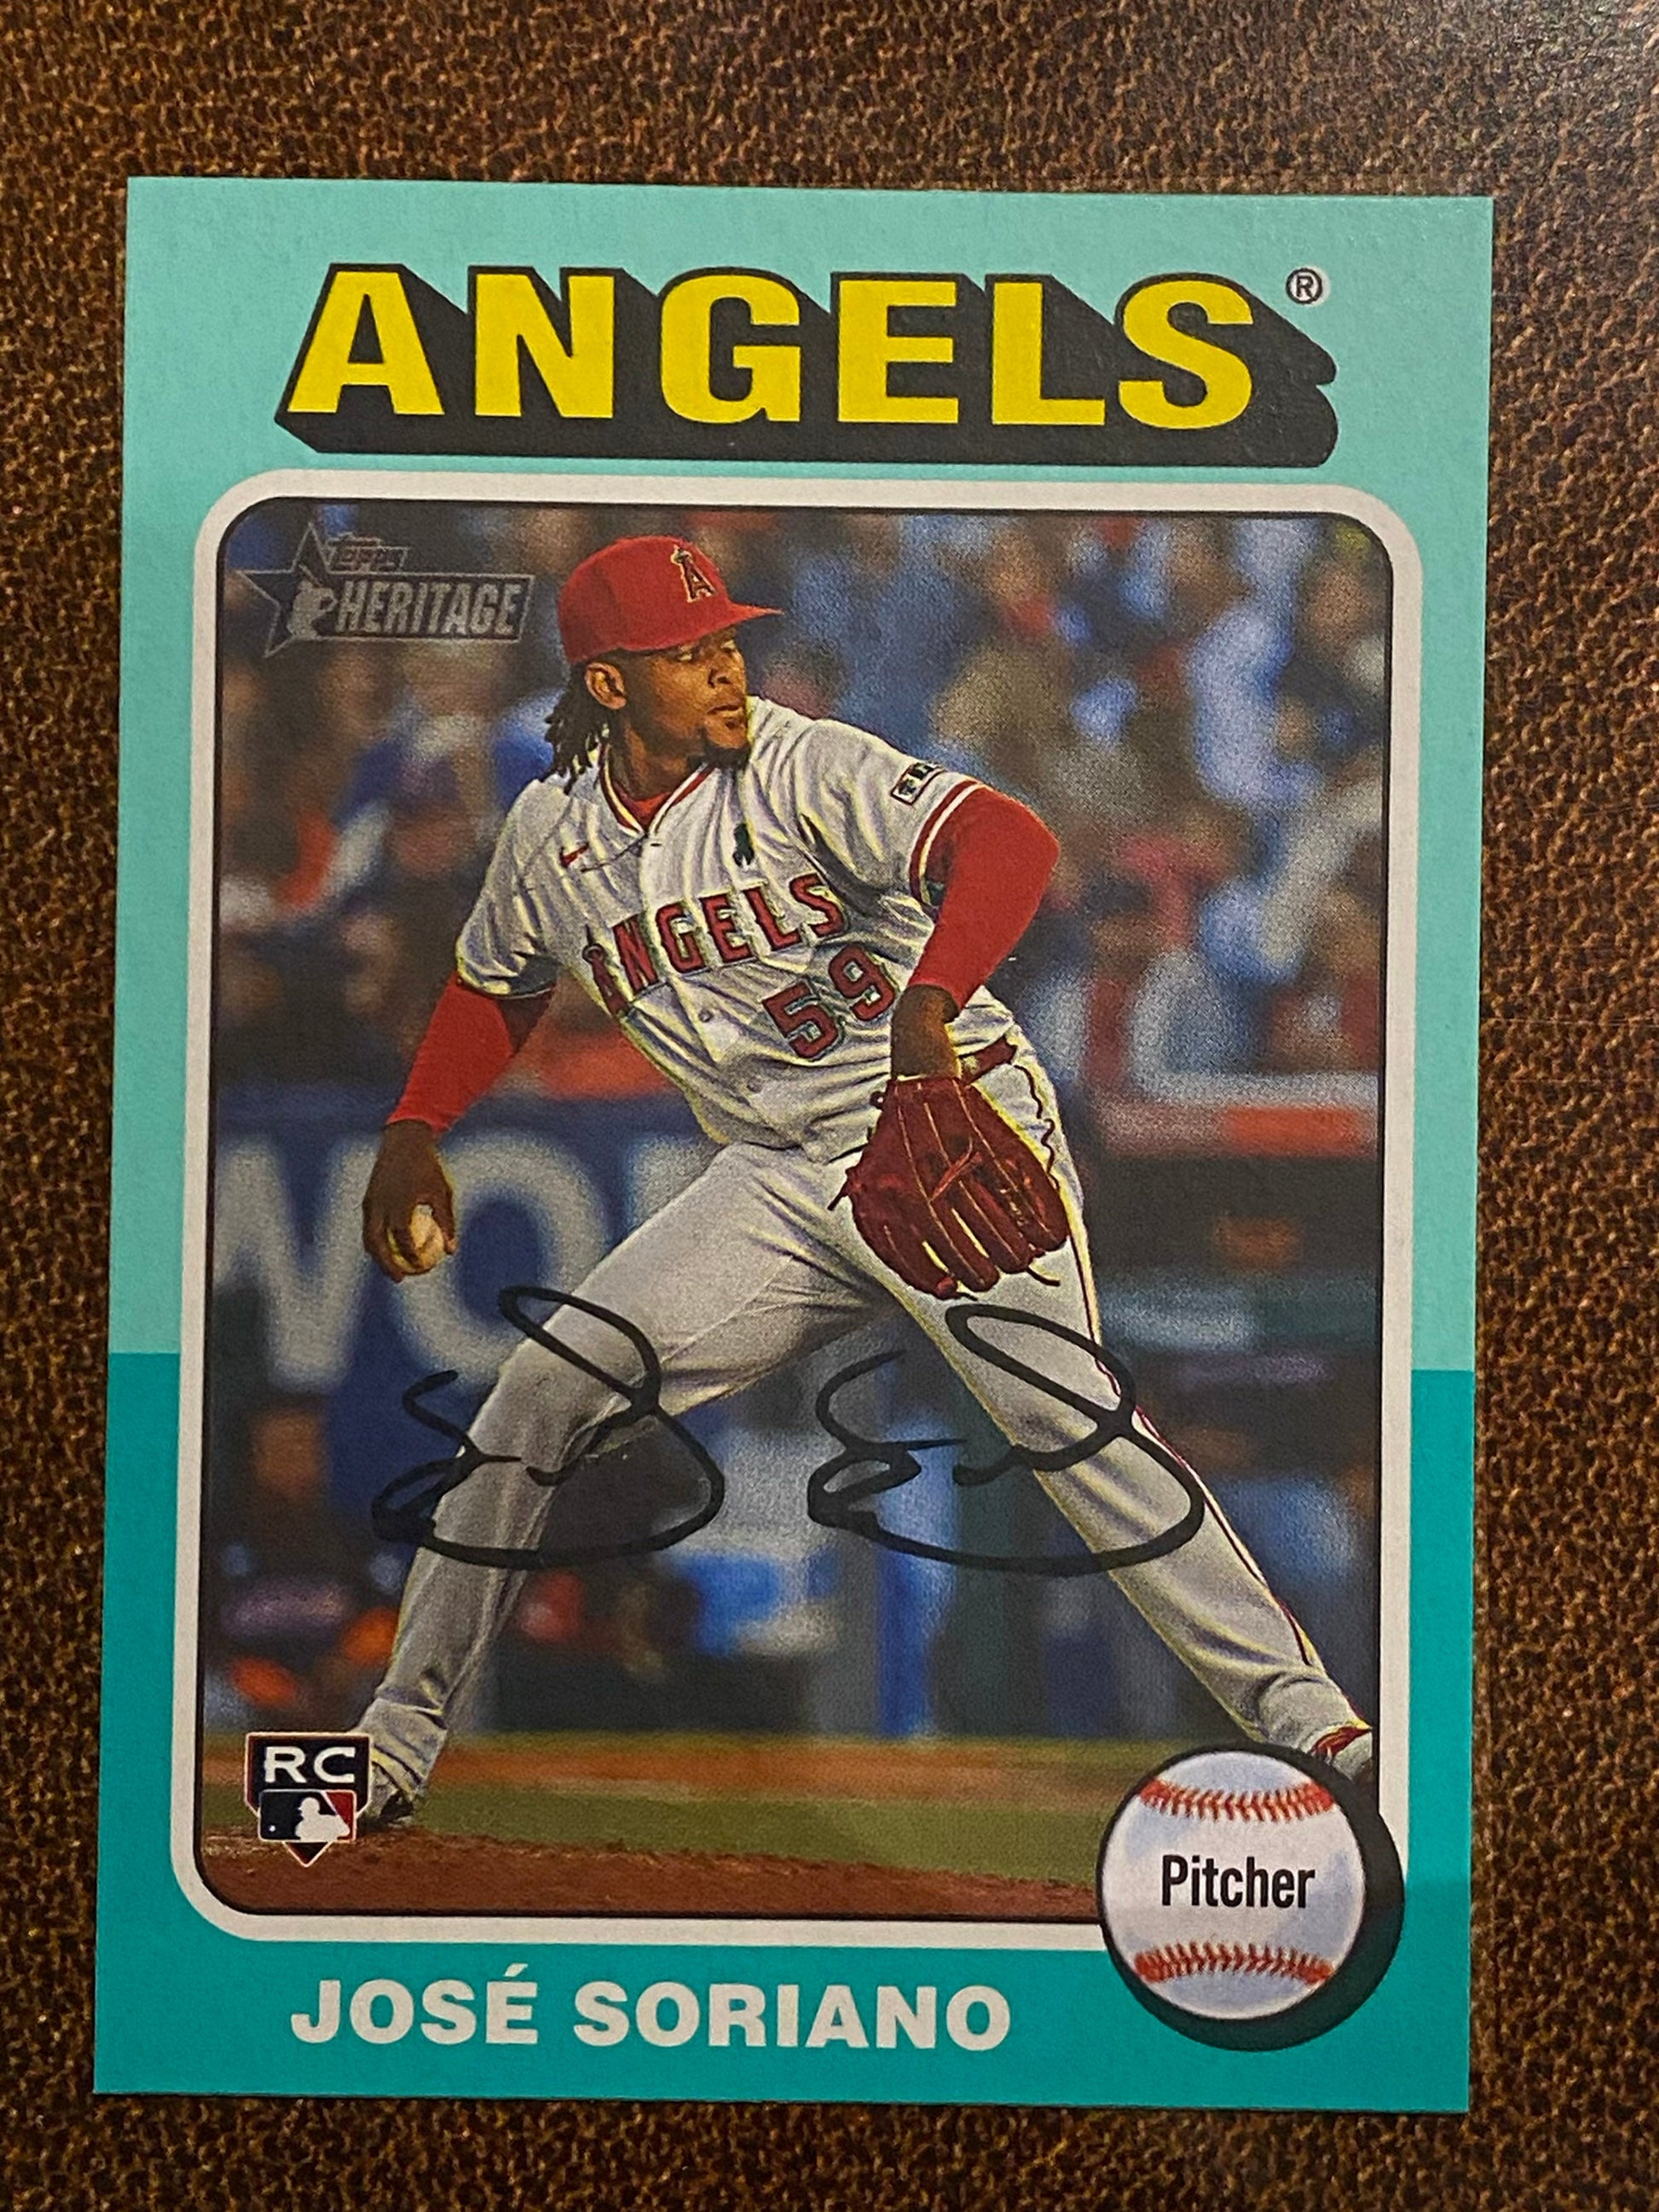 ANGELS®
TOPPS
HERITAGE
A
ANGELS
59
RC
Pitcher
JOSÉ SORIANO